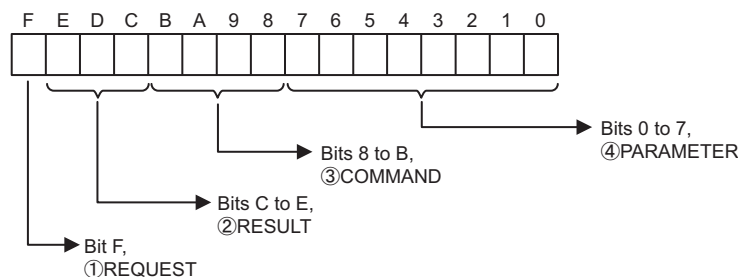 F E D C B A 9 8 7 6 5 4 3 2 1 0
Bits 0 to 7,
④PARAMETER
Bits 8 to B,
③COMMAND
Bits C to E,
②RESULT
Bit F,
①REQUEST